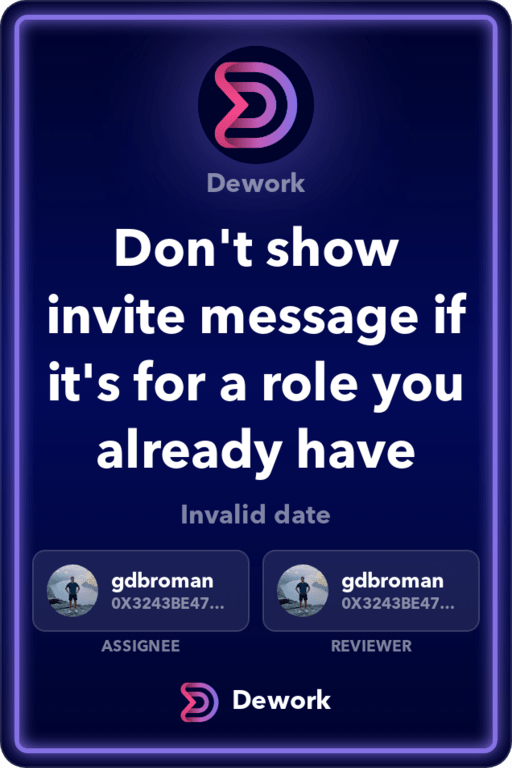 Dework
Don't show
invite message if
it's for a role you
already have
Invalid date
gdbroman
0X3243BE47...
gdbroman
0X3243BE47...
ASSIGNEE
REVIEWER
Dework